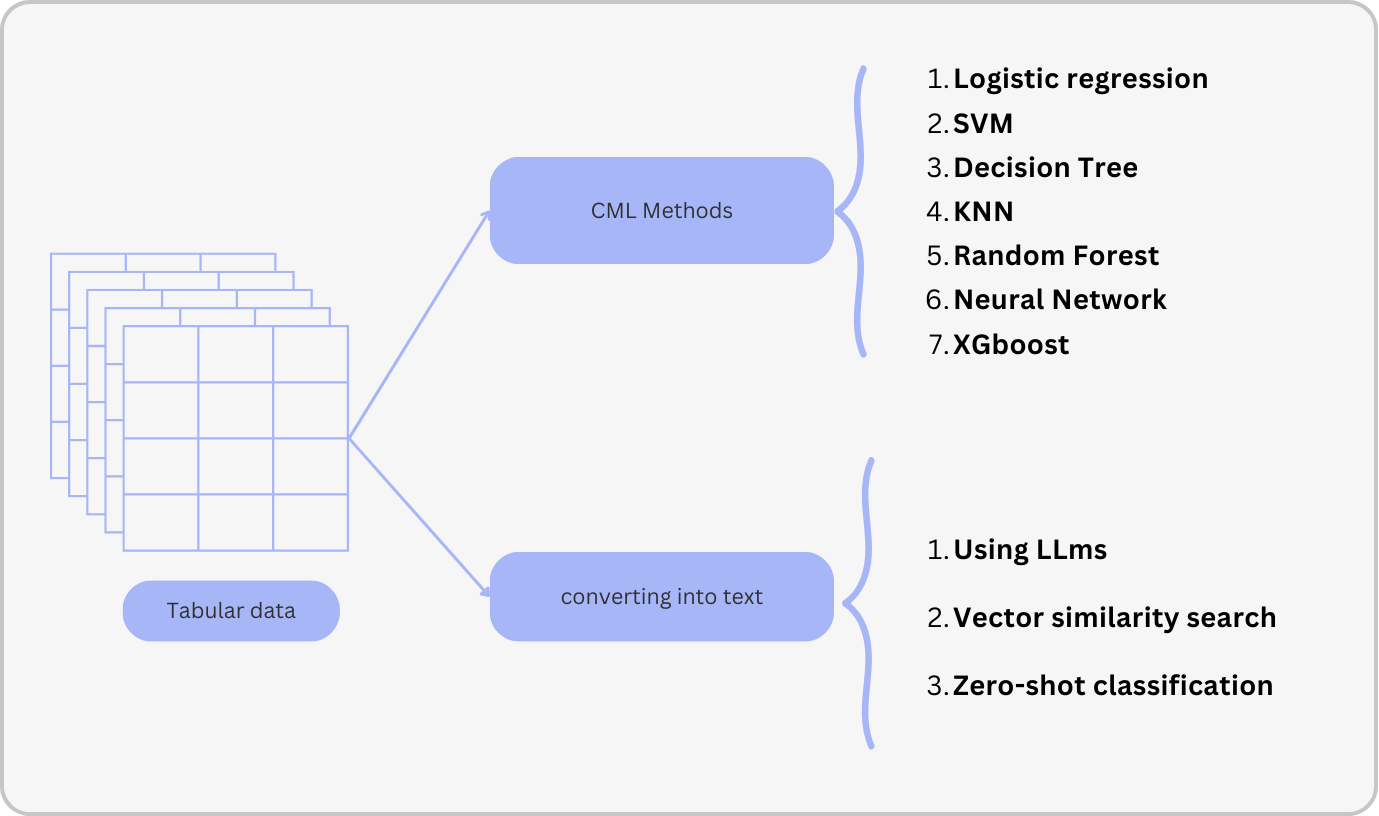 1. Logistic regression
2. SVM
3. Decision Tree
4. KNN
5. Random Forest
6. Neural Network
7. XGboost
CML Methods
Tabular data
converting into text
1. Using LLms
2. Vector similarity search
3. Zero-shot classification